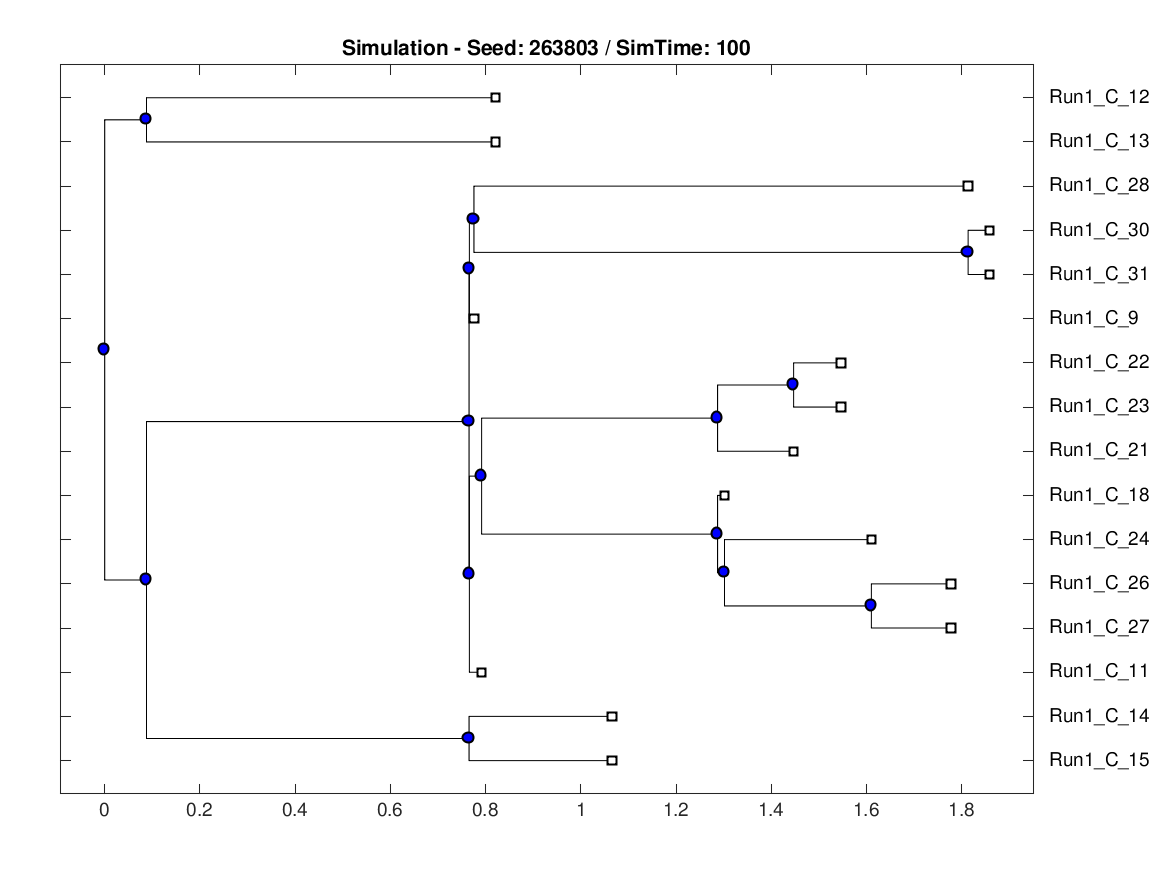 Simulation - Seed: 263803 / SimTime: 100
Run1_C_12
Run1_C_13
Run1_C_28
Run1_C_30
Run1_C_31
Run1_C_9
Run1_C_22
Run1_C_23
Run1_C_21
Run1_C_18
Run1_C_24
Run1_C_26
Run1_C_27
Run1_C_11
Run1_C_14
Run1_C_15
0 0.2 0.4 0.6 0.8 1 1.2 1.4 1.6 1.8